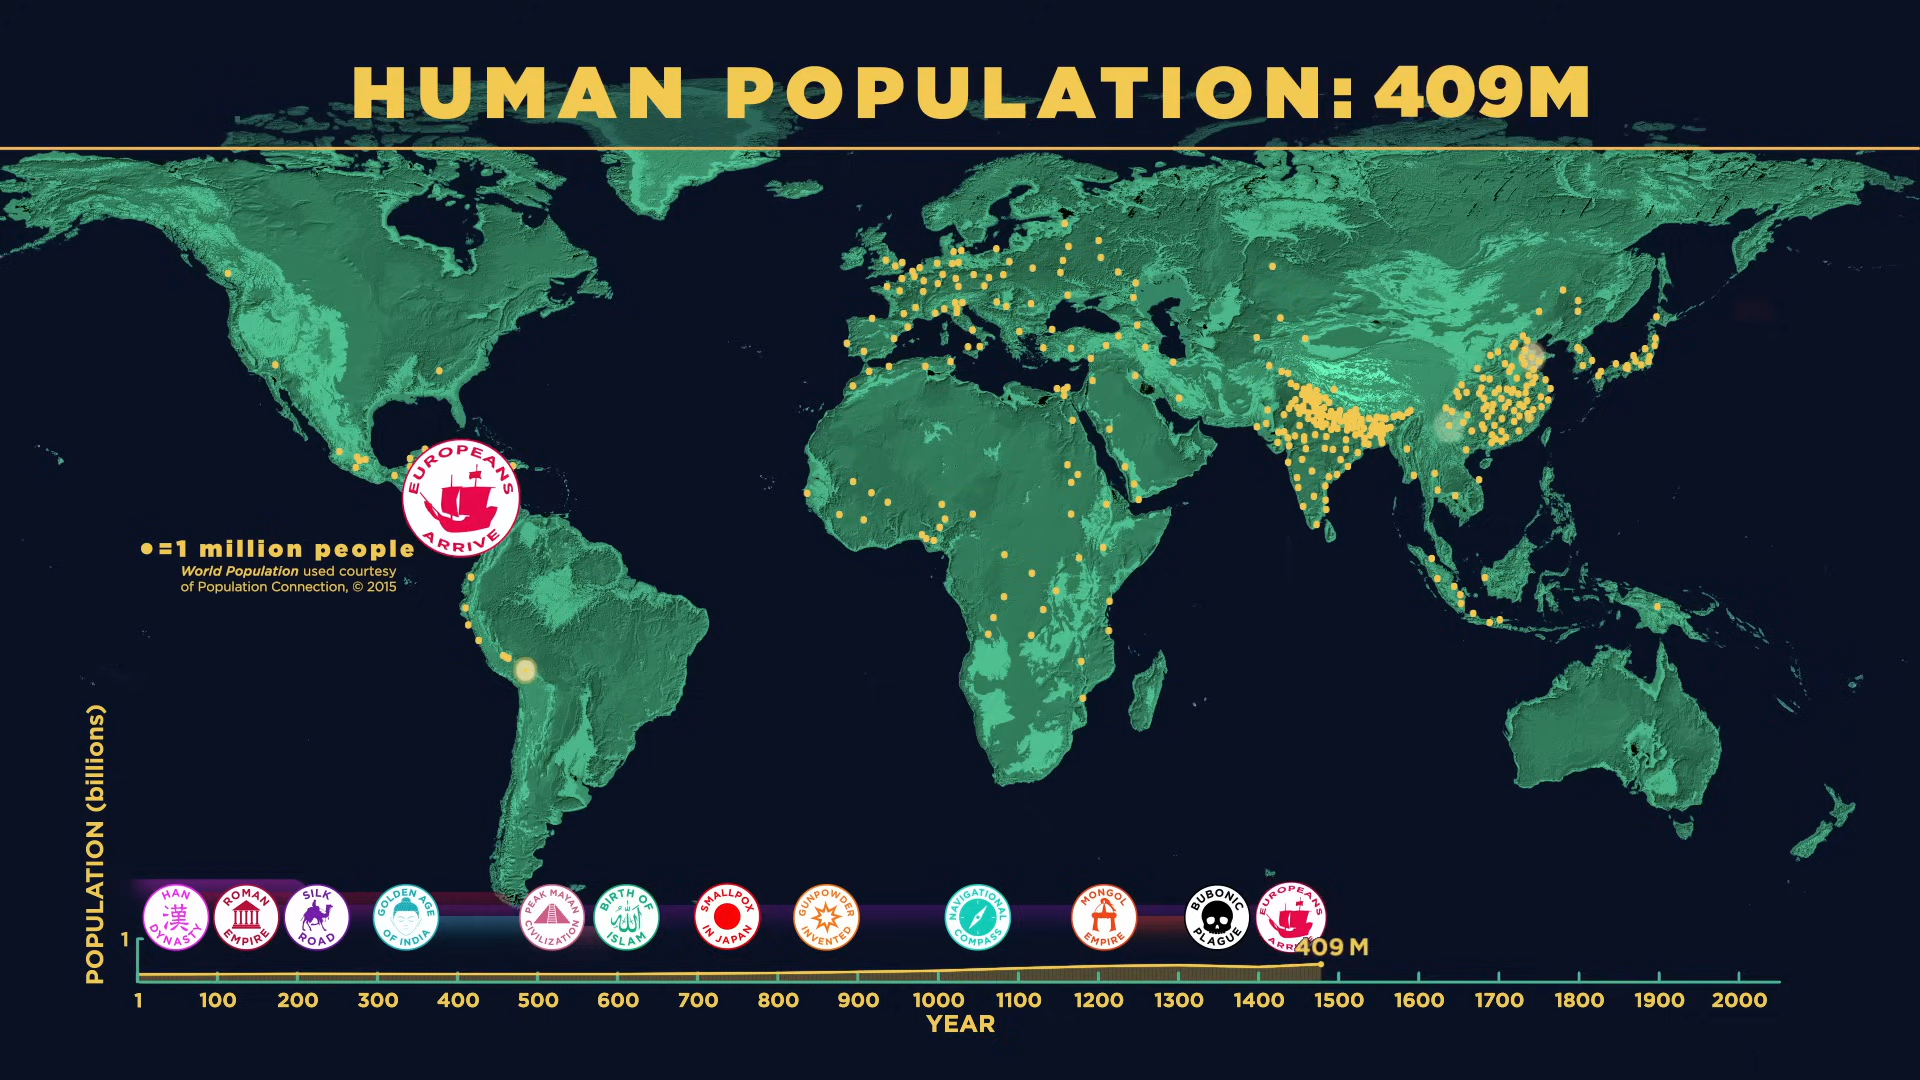 HUMAN POPULATION: 409M
EUROPEANS ARRIVE
•=1 million people
World Population used courtesy
of Population Connection, © 2015
POPULATION (billions)
HAN 漢 DYNASTY
ROMAN EMPIRE
SILK ROAD
GOLDEN AGE OF INDIA
PEAK MAYAN CIVILIZATION
BIRTH OF ISLAM
SMALLPOX IN JAPAN
GUNPOWDER INVENTED
NAVIGATIONAL COMPASS
MONGOL EMPIRE
BUBONIC PLAGUE
EUROPEANS ARRIVE
409 M
1
1 100 200 300 400 500 600 700 800 900 1000 1100 1200 1300 1400 1500 1600 1700 1800 1900 2000
YEAR